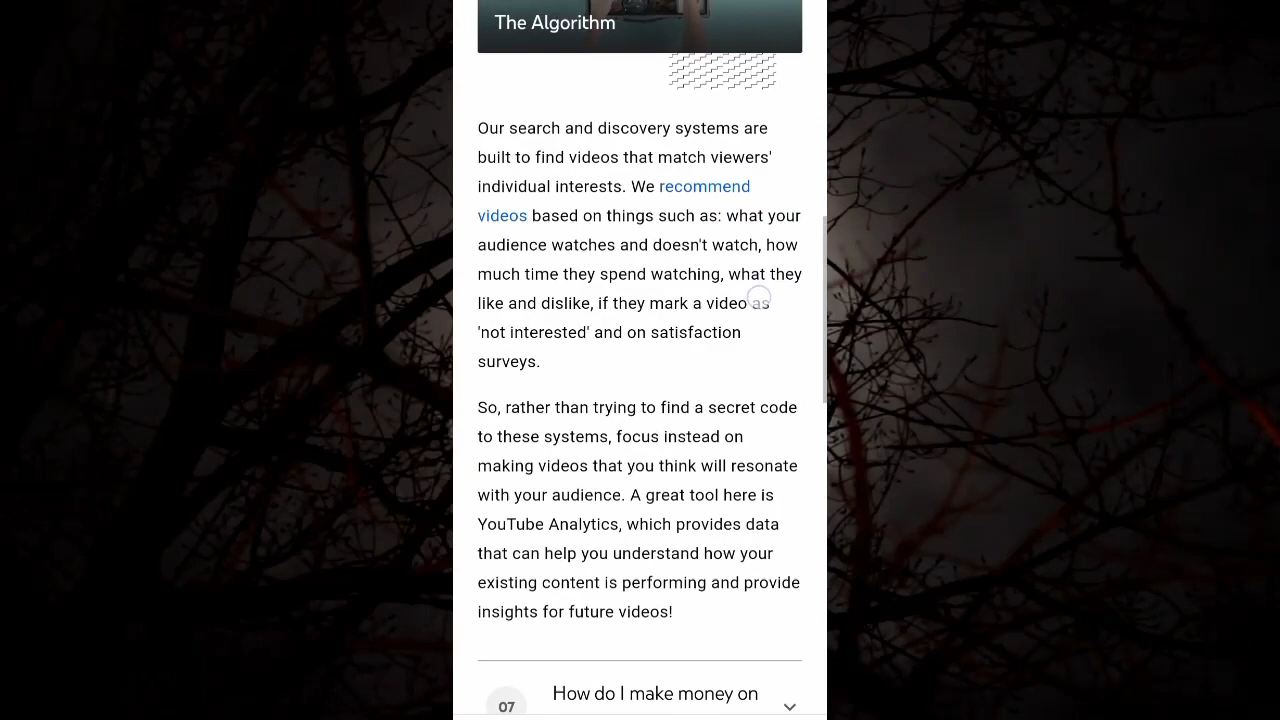 The Algorithm
Our search and discovery systems are
built to find videos that match viewers'
individual interests. We recommend
videos based on things such as: what your
audience watches and doesn't watch, how
much time they spend watching, what they
like and dislike, if they mark a video as
'not interested' and on satisfaction
surveys.
So, rather than trying to find a secret code
to these systems, focus instead on
making videos that you think will resonate
with your audience. A great tool here is
YouTube Analytics, which provides data
that can help you understand how your
existing content is performing and provide
insights for future videos!
07
How do I make money on